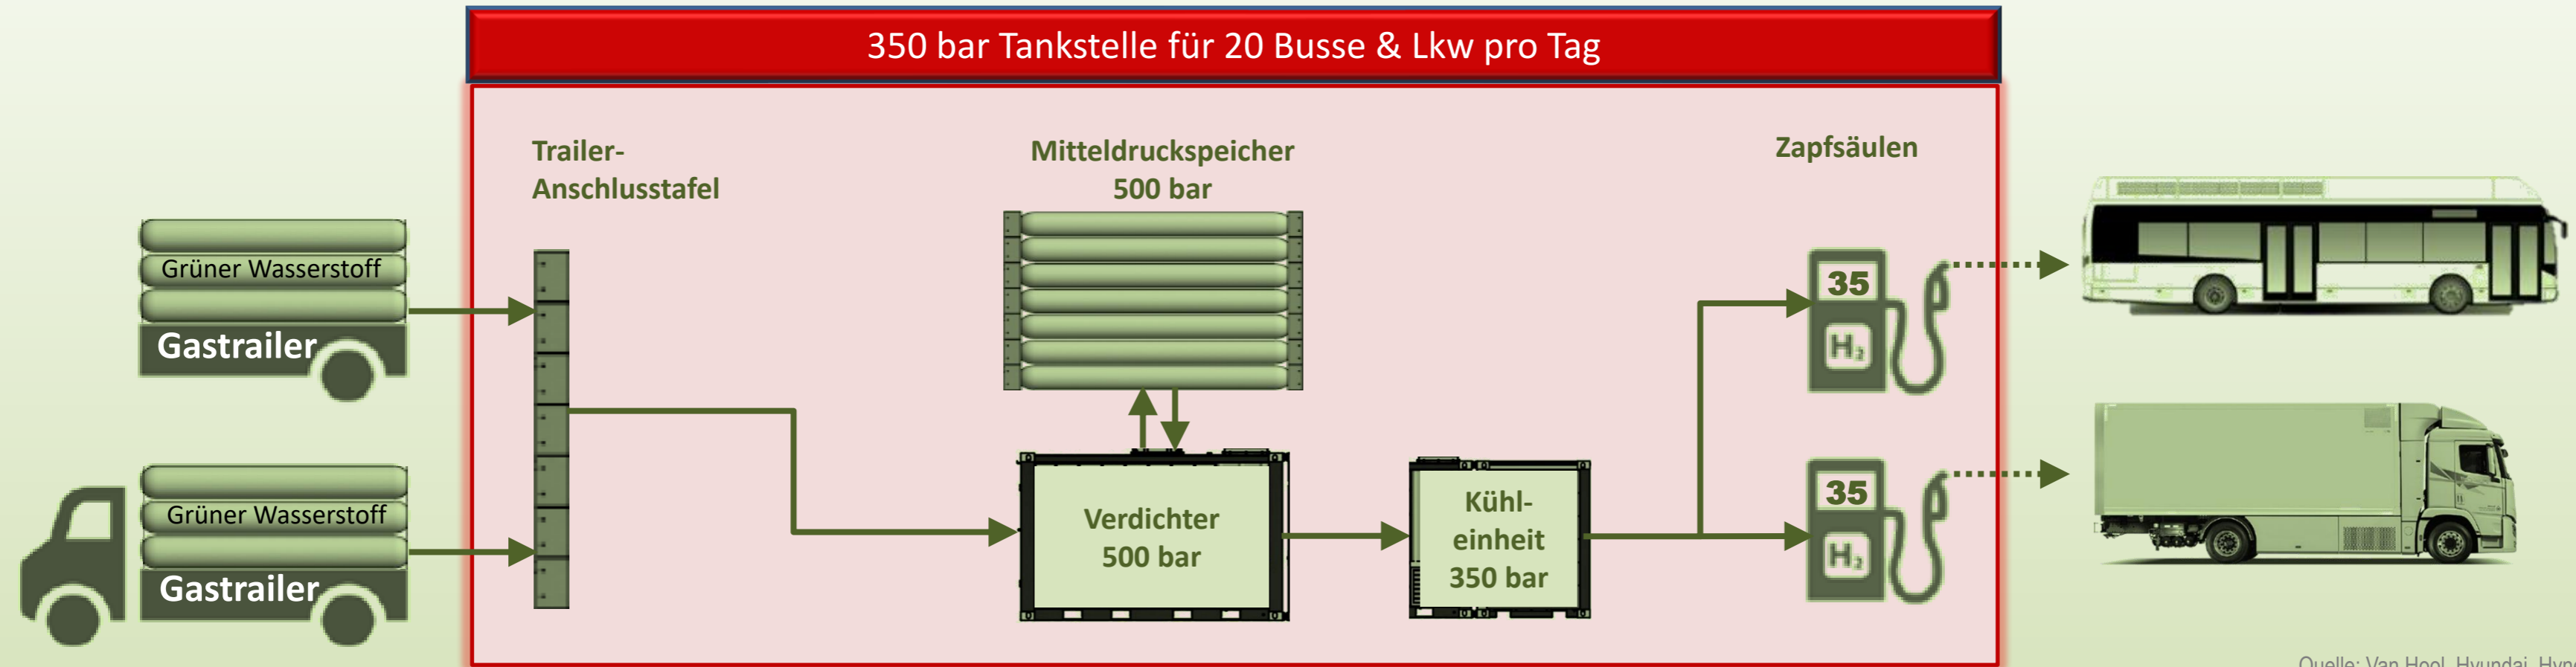 350 bar Tankstelle für 20 Busse & Lkw pro Tag
Trailer-
Anschlusstafel
Mitteldruckspeicher
500 bar
Zapfsäulen
Grüner Wasserstoff
Gastrailer
35
H₂
Grüner Wasserstoff
Gastrailer
Verdichter
500 bar
Kühl-
einheit
350 bar
35
H₂
Quelle: Van Hool, Hyundai,